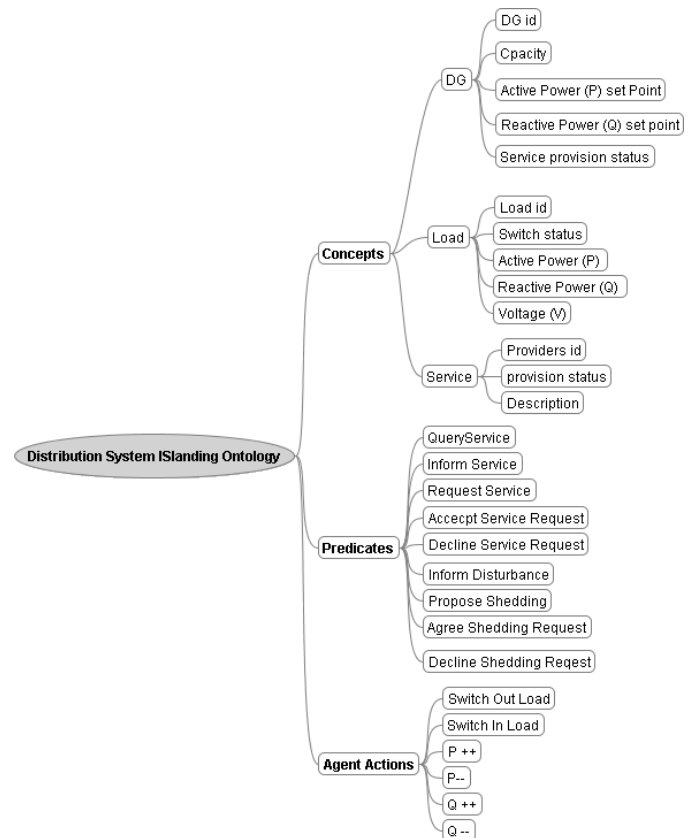 DG id
Cpacity
DG
Active Power (P) set Point
Reactive Power (Q) set point
Service provision status
Load id
Load
Switch status
Concepts
Active Power (P)
Reactive Power (Q)
Voltage (V)
Providers id
Service
provision status
Description
Distribution System ISlanding Ontology
QueryService
Inform Service
Request Service
Accecpt Service Request
Predicates
Decline Service Request
Inform Disturbance
Propose Shedding
Agree Shedding Request
Decline Shedding Reqest
Switch Out Load
Switch In Load
Agent Actions
P ++
P--
Q ++
Q --